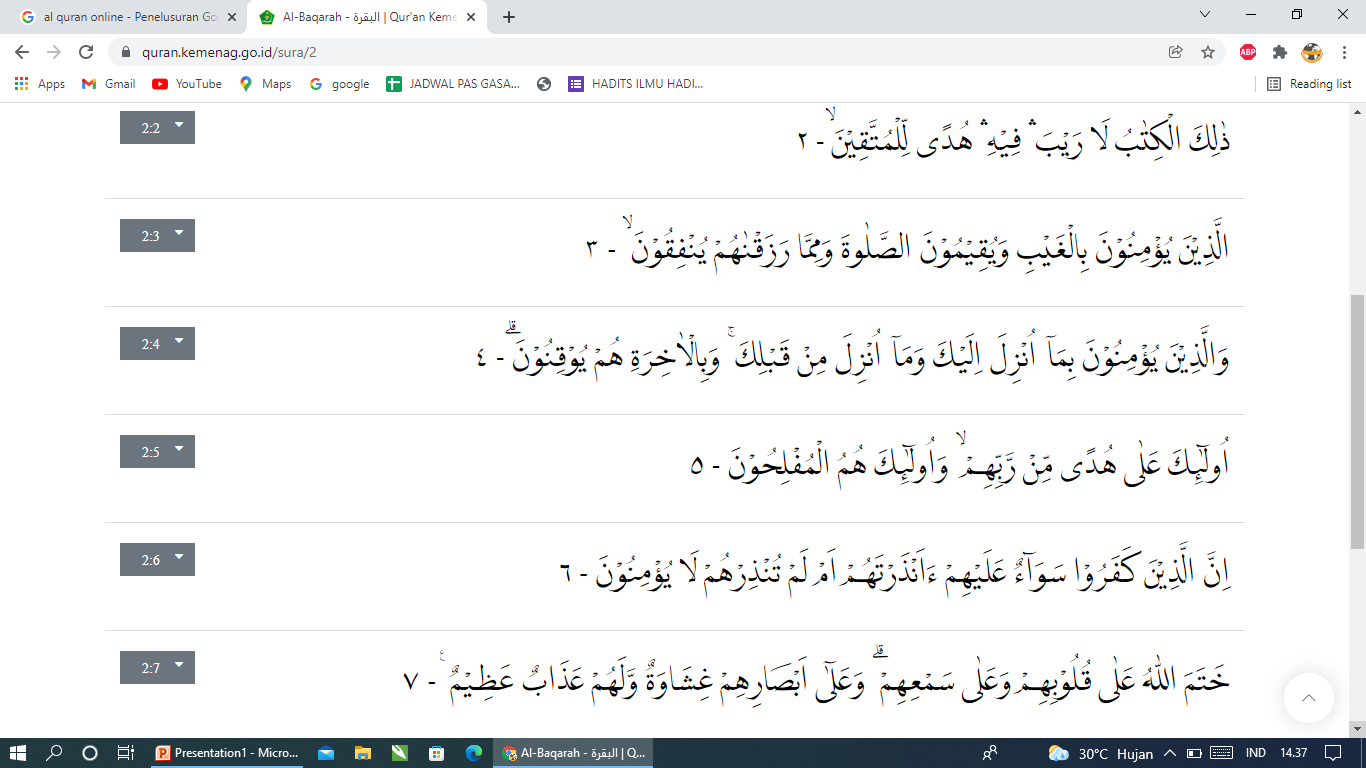 al quran online - Penelusuran Go
Al-Baqarah - البقرة | Qur'an Keme
quran.kemenag.go.id/sura/2
ABP
Apps Gmail YouTube Maps google JADWAL PAS GASA... HADITS ILMU HADI... Reading list
2:2
ذٰلِكَ الْكِتٰبُ لَا رَيْبَ ۛ فِيْهِ ۛ هُدًى لِّلْمُتَّقِيْنَۙ - ٢
2:3
الَّذِيْنَ يُؤْمِنُوْنَ بِالْغَيْبِ وَيُقِيْمُوْنَ الصَّلٰوةَ وَمِمَّا رَزَقْنٰهُمْ يُنْفِقُوْنَ ۙ - ٣
2:4
وَالَّذِيْنَ يُؤْمِنُوْنَ بِمَآ اُنْزِلَ اِلَيْكَ وَمَآ اُنْزِلَ مِنْ قَبْلِكَ ۚ وَبِالْاٰخِرَةِ هُمْ يُوْقِنُوْنَۗ - ٤
2:5
اُولٰۤىِٕكَ عَلٰى هُدًى مِّنْ رَّبِّهِمْ ۙ وَاُولٰۤىِٕكَ هُمُ الْمُفْلِحُوْنَ - ٥
2:6
اِنَّ الَّذِيْنَ كَفَرُوْا سَوَاۤءٌ عَلَيْهِمْ ءَاَنْذَرْتَهُمْ اَمْ لَمْ تُنْذِرْهُمْ لَا يُؤْمِنُوْنَ - ٦
2:7
خَتَمَ اللّٰهُ عَلٰى قُلُوْبِهِمْ وَعَلٰى سَمْعِهِمْ ۗ وَعَلٰٓى اَبْصَارِهِمْ غِشَاوَةٌ وَّلَهُمْ عَذَابٌ عَظِيْمٌ ࣖ - ٧
Presentation1 - Micro... Al-Baqarah - البقرة | Q... 30°C Hujan IND 14.37